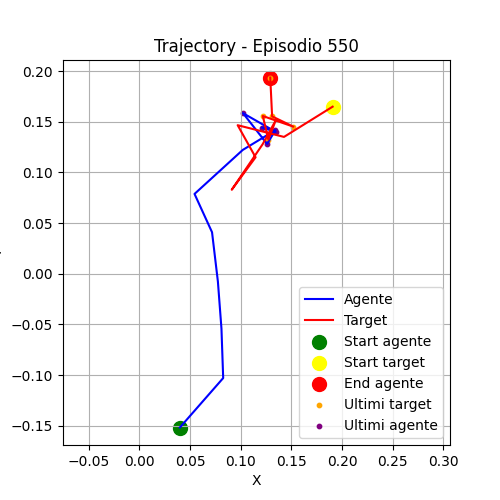 Trajectory - Episodio 550
0.20
0.15
0.10
0.05
0.00
−0.05
−0.10
−0.15
−0.05 0.00 0.05 0.10 0.15 0.20 0.25 0.30
X
Agente
Target
Start agente
Start target
End agente
Ultimi target
Ultimi agente